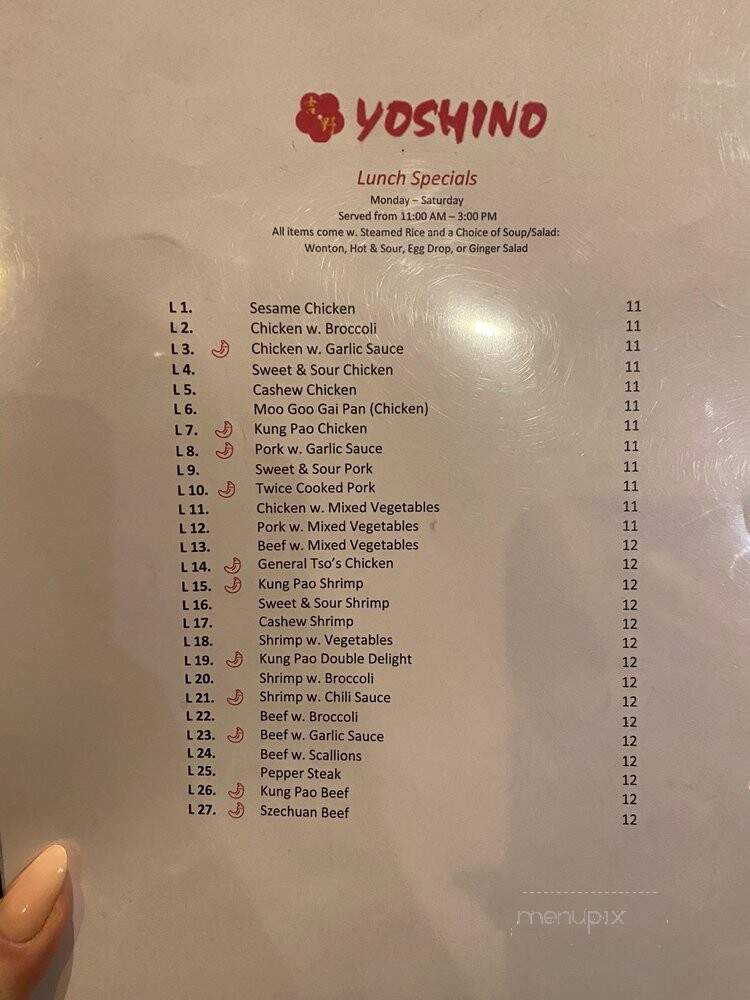 吉野 YOSHINO
Lunch Specials
Monday – Saturday
Served from 11:00 AM – 3:00 PM
All items come w. Steamed Rice and a Choice of Soup/Salad:
Wonton, Hot & Sour, Egg Drop, or Ginger Salad
L 1. Sesame Chicken 11
L 2. Chicken w. Broccoli 11
L 3. Chicken w. Garlic Sauce 11
L 4. Sweet & Sour Chicken 11
L 5. Cashew Chicken 11
L 6. Moo Goo Gai Pan (Chicken) 11
L 7. Kung Pao Chicken 11
L 8. Pork w. Garlic Sauce 11
L 9. Sweet & Sour Pork 11
L 10. Twice Cooked Pork 11
L 11. Chicken w. Mixed Vegetables 11
L 12. Pork w. Mixed Vegetables 11
L 13. Beef w. Mixed Vegetables 12
L 14. General Tso's Chicken 12
L 15. Kung Pao Shrimp 12
L 16. Sweet & Sour Shrimp 12
L 17. Cashew Shrimp 12
L 18. Shrimp w. Vegetables 12
L 19. Kung Pao Double Delight 12
L 20. Shrimp w. Broccoli 12
L 21. Shrimp w. Chili Sauce 12
L 22. Beef w. Broccoli 12
L 23. Beef w. Garlic Sauce 12
L 24. Beef w. Scallions 12
L 25. Pepper Steak 12
L 26. Kung Pao Beef 12
L 27. Szechuan Beef 12
menupix